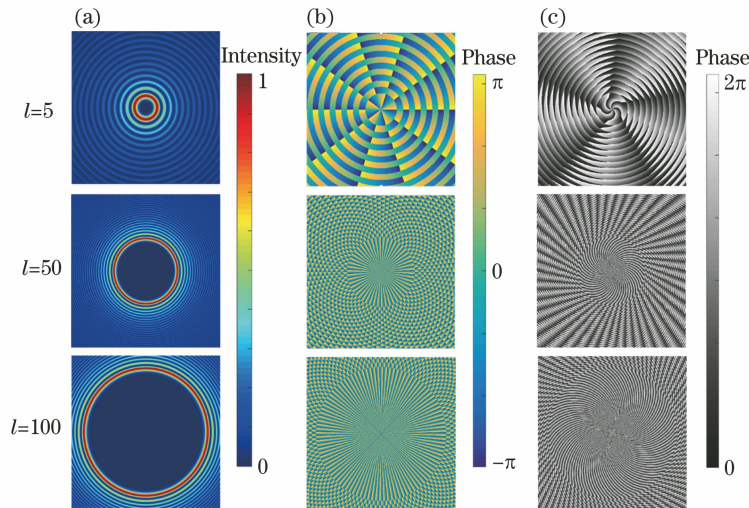 (a)
(b)
(c)
Intensity
Phase
Phase
1
π
2π
l=5
l=50
0
l=100
0
−π
0